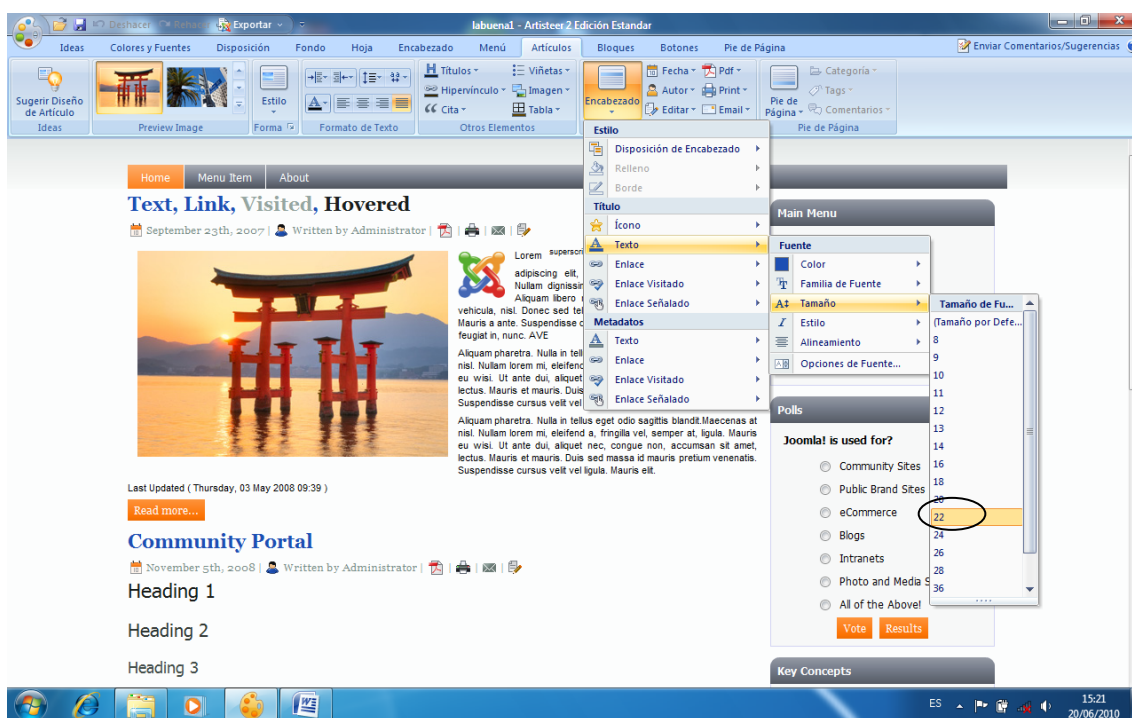 Deshacer Rehacer Exportar labuena1 - Artisteer 2 Edición Estandar
Ideas Colores y Fuentes Disposición Fondo Hoja Encabezado Menú Artículos Bloques Botones Pie de Página Enviar Comentarios/Sugerencias
Sugerir Diseño
de Artículo
Ideas
Preview Image
Estilo
Forma
Formato de Texto
Títulos Viñetas
Hipervínculo Imagen
Cita Tabla
Otros Elementos
Encabezado
Fecha Pdf
Autor Print
Editar Email
Pie de
Página
Categoría
Tags
Comentarios
Pie de Página
Estilo
Disposición de Encabezado
Relleno
Borde
Título
Ícono
Texto
Enlace
Enlace Visitado
Enlace Señalado
Metadatos
Texto
Enlace
Enlace Visitado
Enlace Señalado
Fuente
Color
Familia de Fuente
Tamaño
Estilo
Alineamiento
Opciones de Fuente...
Tamaño de Fu...
(Tamaño por Defe...
8
9
10
11
12
13
14
16
18
20
22
24
26
28
36
Home Menu Item About
Text, Link, Visited, Hovered
September 23th, 2007 | Written by Administrator |
Lorem superscri
adipiscing elit,
Nullam dignissin
Aliquam libero
vehicula, nisl. Donec sed tel
Mauris a ante. Suspendisse c
feugiat in, nunc. AVE
Aliquam pharetra. Nulla in tell
nisl. Nullam lorem mi, eleifend
eu wisi. Ut ante dui, aliquet
lectus. Mauris et mauris. Duis
Suspendisse cursus velit vel
Aliquam pharetra. Nulla in tellus eget odio sagittis blandit.Maecenas at
nisl. Nullam lorem mi, eleifend a, fringilla vel, semper at, ligula. Mauris
eu wisi. Ut ante dui, aliquet nec, congue non, accumsan sit amet,
lectus. Mauris et mauris. Duis sed massa id mauris pretium venenatis.
Suspendisse cursus velit vel ligula. Mauris elit.
Last Updated ( Thursday, 03 May 2008 09:39 )
Read more...
Community Portal
November 5th, 2008 | Written by Administrator |
Heading 1
Heading 2
Heading 3
Main Menu
Polls
Joomla! is used for?
Community Sites
Public Brand Sites
eCommerce
Blogs
Intranets
Photo and Media S
All of the Above!
Vote Results
Key Concepts
ES 15:21
20/06/2010